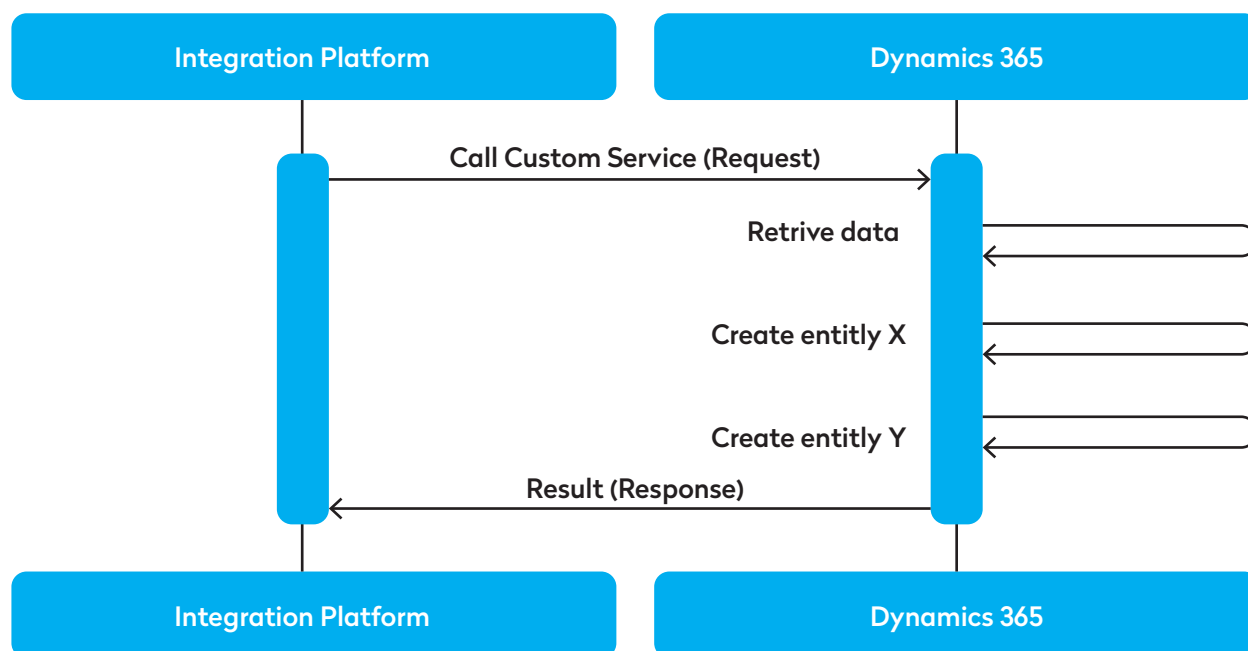 Integration Platform
Dynamics 365
Call Custom Service (Request)
Retrive data
Create entitly X
Create entitly Y
Result (Response)
Integration Platform
Dynamics 365